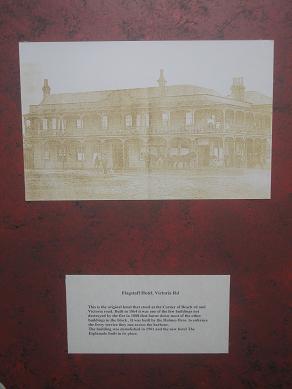 Flagstaff Hotel, Victoria Rd
This is the original hotel that stood at the Corner of Beach rd and
Victoria road. Built in 1864 it was one of the few buildings not
destroyed by the fire in 1888 that burnt down most of the other
buildings in the block. It was built by the Holmes Bros. to enhance
the ferry service they ran across the harbour.
The building was demolished in 1901 and the new hotel The
Esplanade built in its place.